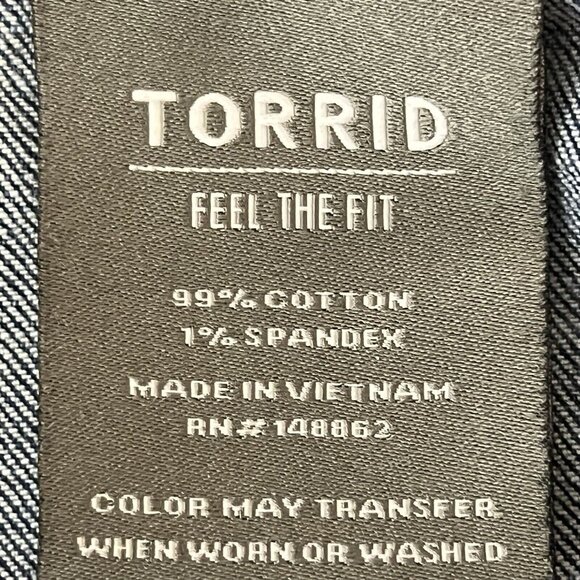 TORRID
FEEL THE FIT
99% COTTON
1% SPANDEX
MADE IN VIETNAM
RN# 148862
COLOR MAY TRANSFER
WHEN WORN OR WASHED